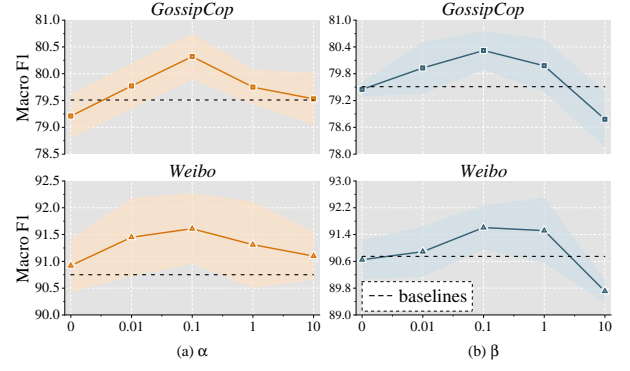 GossipCop
GossipCop
Macro F1
81.0
80.5
80.0
79.5
79.0
78.5
81.0
80.4
79.8
79.2
78.6
78.0
Weibo
Weibo
Macro F1
92.5
92.0
91.5
91.0
90.5
90.0
93.0
92.2
91.4
90.6
89.8
89.0
baselines
0 0.01 0.1 1 10
0 0.01 0.1 1 10
(a) α
(b) β